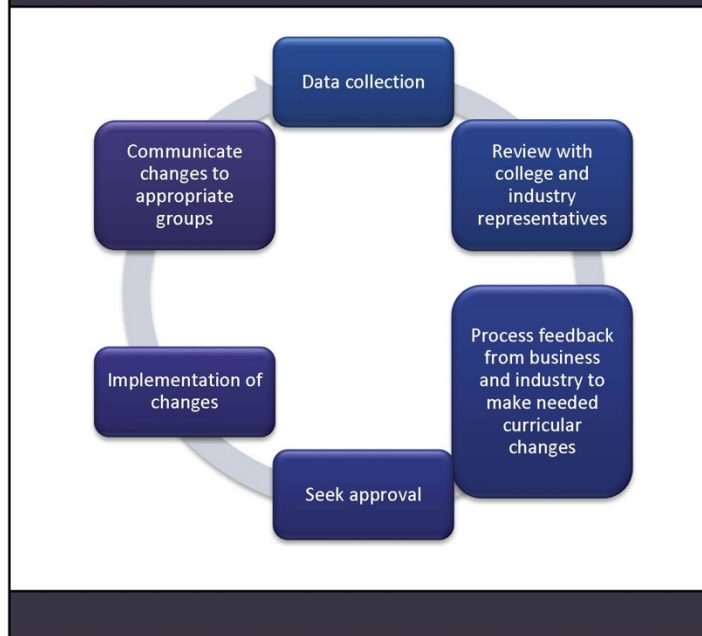 Data collection
Review with
college and
industry
representatives
Process feedback
from business
and industry to
make needed
curricular
changes
Seek approval
Implementation of
changes
Communicate
changes to
appropriate
groups